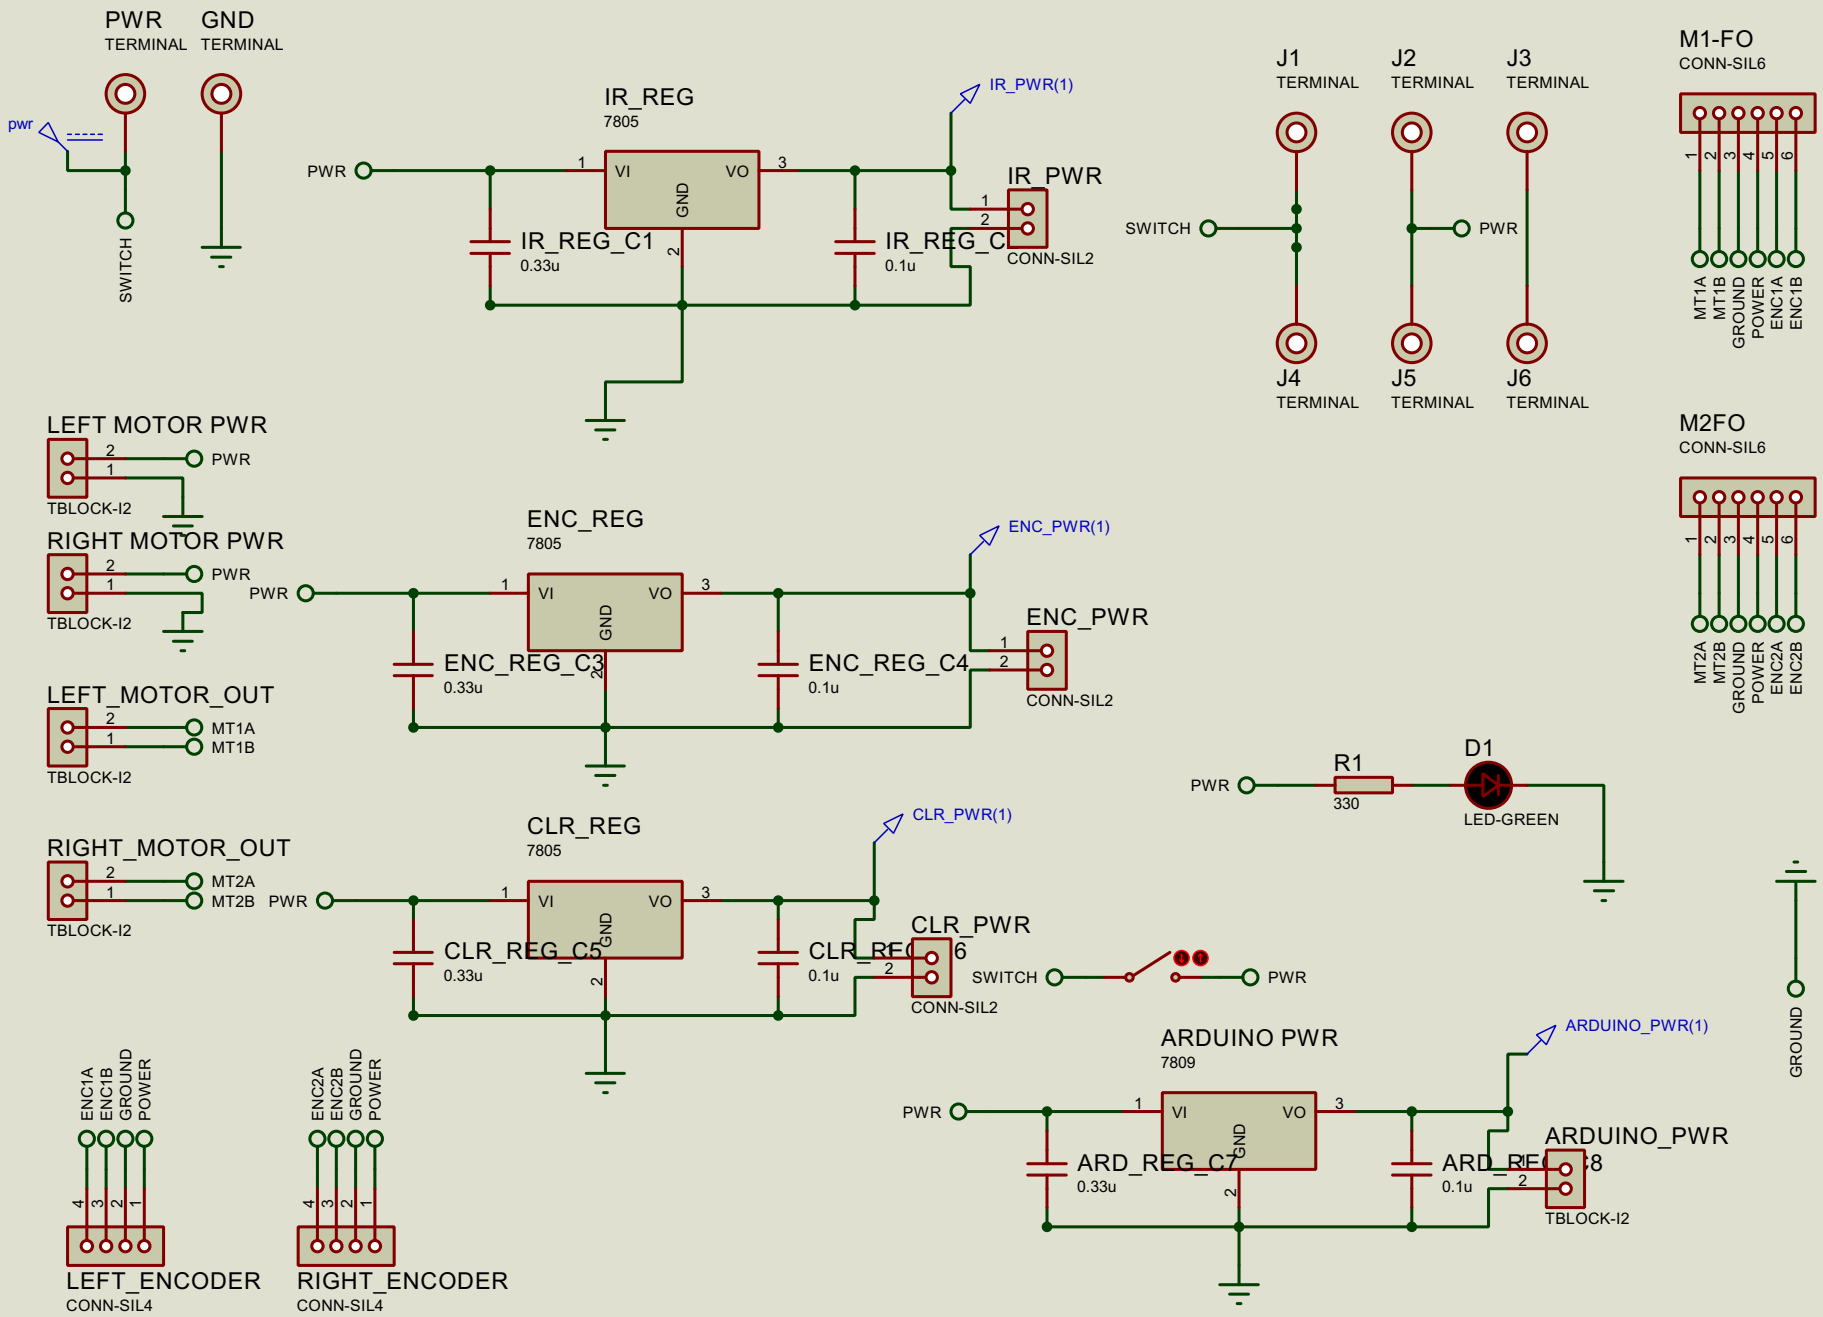 PWR
TERMINAL
GND
TERMINAL
pwr
SWITCH
IR_REG
7805
PWR
1
VI
VO
3
GND
2
IR_REG_C1
0.33u
IR_REG_C
0.1u
IR_PWR(1)
IR_PWR
1
2
CONN-SIL2
J1
TERMINAL
J2
TERMINAL
J3
TERMINAL
SWITCH
PWR
J4
TERMINAL
J5
TERMINAL
J6
TERMINAL
M1-FO
CONN-SIL6
1
2
3
4
5
6
MT1A
MT1B
GROUND
POWER
ENC1A
ENC1B
LEFT MOTOR PWR
2
PWR
1
TBLOCK-I2
RIGHT MOTOR PWR
2
PWR
1
TBLOCK-I2
ENC_REG
7805
PWR
1
VI
VO
3
GND
2
ENC_REG_C3
0.33u
ENC_REG_C4
0.1u
ENC_PWR(1)
ENC_PWR
1
2
CONN-SIL2
M2FO
CONN-SIL6
1
2
3
4
5
6
MT2A
MT2B
GROUND
POWER
ENC2A
ENC2B
LEFT_MOTOR_OUT
2
MT1A
1
MT1B
TBLOCK-I2
PWR
R1
330
D1
LED-GREEN
RIGHT_MOTOR_OUT
2
MT2A
1
MT2B
TBLOCK-I2
CLR_REG
7805
PWR
1
VI
VO
3
GND
2
CLR_REG_C5
0.33u
CLR_REG 6
0.1u
CLR_PWR(1)
CLR_PWR
1
2
CONN-SIL2
SWITCH
PWR
GROUND
ARDUINO PWR
7809
PWR
1
VI
VO
3
GND
2
ARD_REG_C7
0.33u
ARD_REG C8
0.1u
ARDUINO_PWR(1)
ARDUINO_PWR
1
2
TBLOCK-I2
ENC1A
ENC1B
GROUND
POWER
4
3
2
1
LEFT_ENCODER
CONN-SIL4
ENC2A
ENC2B
GROUND
POWER
4
3
2
1
RIGHT_ENCODER
CONN-SIL4